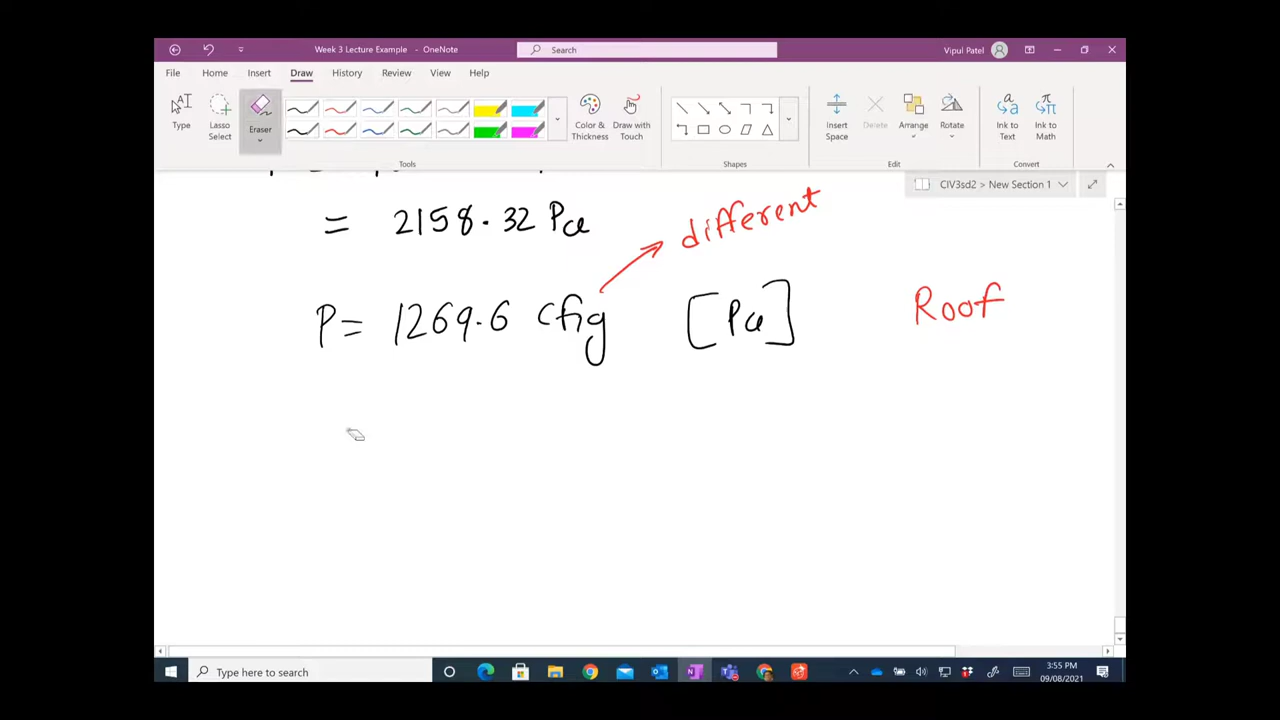 Week 3 Lecture Example - OneNote
Search
Vipul Patel
File Home Insert Draw History Review View Help
Type
Lasso Select
Eraser
Color & Thickness
Draw with Touch
Insert Space
Delete
Arrange
Rotate
Ink to Text
Ink to Math
Tools
Shapes
Edit
Convert
CIV3sd2 > New Section 1
= 2158.32 Pa
different
P = 1269.6 Cfig [Pa] Roof
Type here to search
3:55 PM
09/08/2021